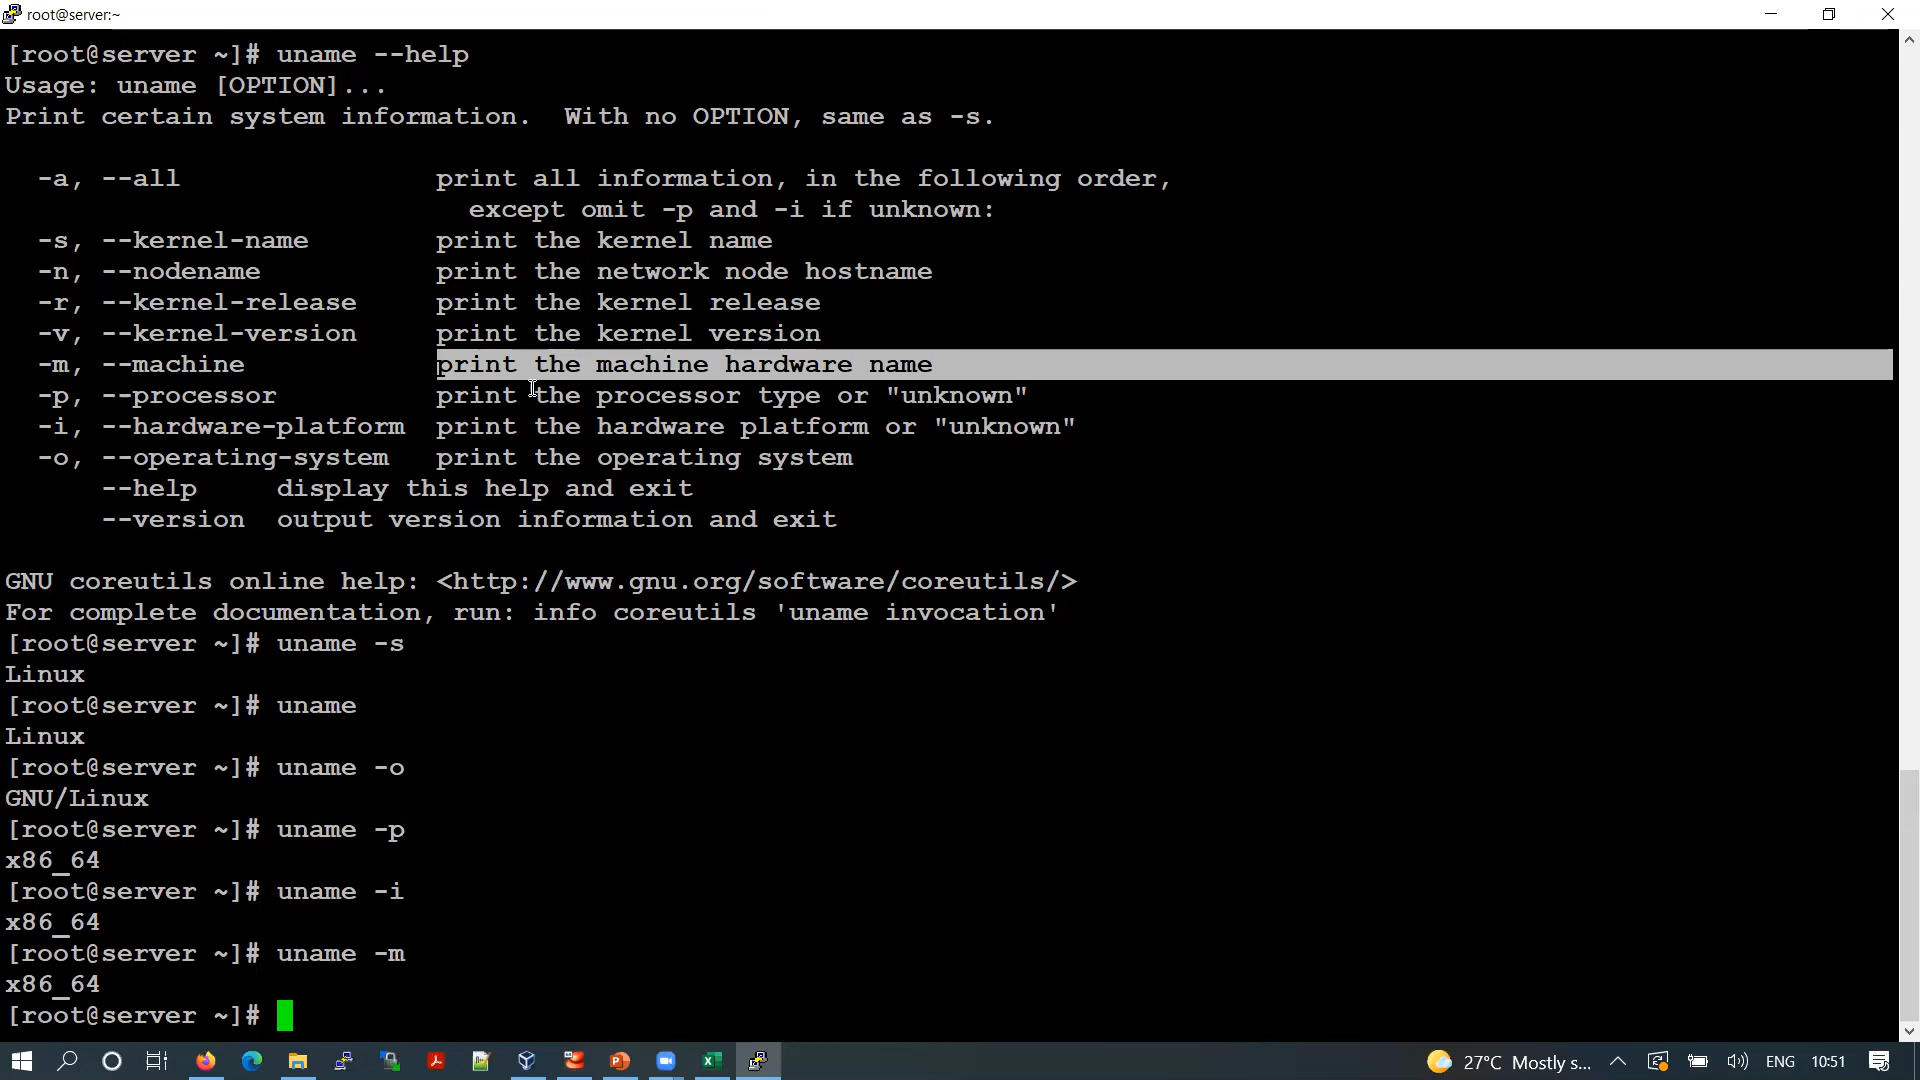 root@server:~
[root@server ~]# uname --help
Usage: uname [OPTION]...
Print certain system information.  With no OPTION, same as -s.
  -a, --all                print all information, in the following order,
                             except omit -p and -i if unknown:
  -s, --kernel-name        print the kernel name
  -n, --nodename           print the network node hostname
  -r, --kernel-release     print the kernel release
  -v, --kernel-version     print the kernel version
  -m, --machine            print the machine hardware name
  -p, --processor          print the processor type or "unknown"
  -i, --hardware-platform  print the hardware platform or "unknown"
  -o, --operating-system   print the operating system
      --help     display this help and exit
      --version  output version information and exit
GNU coreutils online help: <http://www.gnu.org/software/coreutils/>
For complete documentation, run: info coreutils 'uname invocation'
[root@server ~]# uname -s
Linux
[root@server ~]# uname
Linux
[root@server ~]# uname -o
GNU/Linux
[root@server ~]# uname -p
x86_64
[root@server ~]# uname -i
x86_64
[root@server ~]# uname -m
x86_64
[root@server ~]#
27°C Mostly s... ENG 10:51